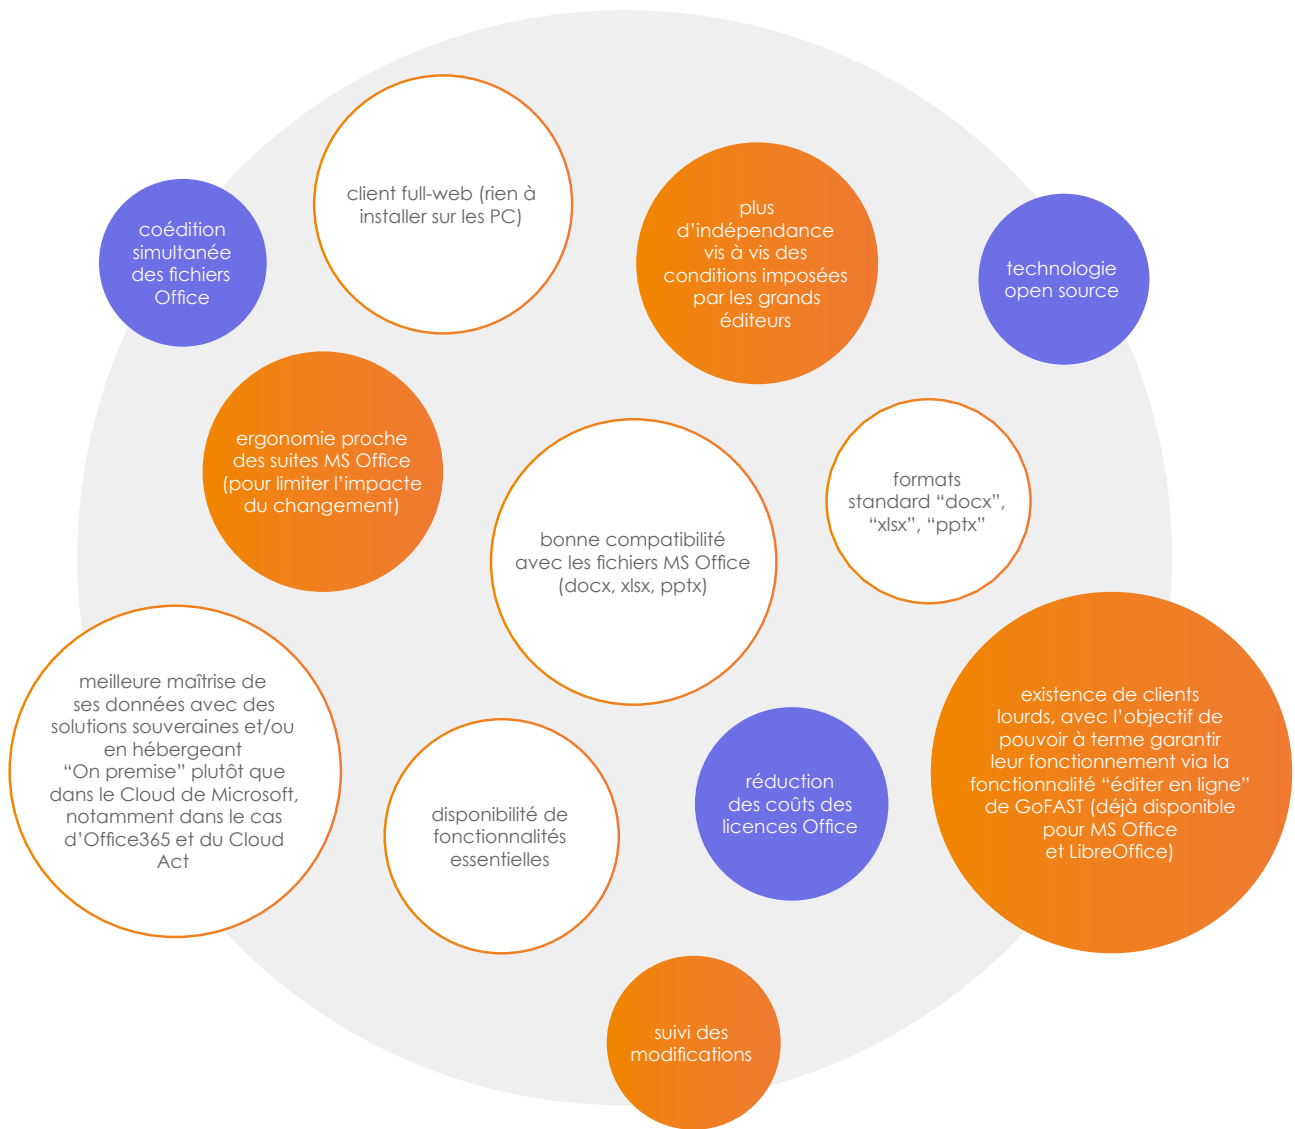 client full-web (rien à
installer sur les PC)
coédition
simultanée
des fichiers
Office
plus
d’indépendance
vis à vis des
conditions imposées
par les grands
éditeurs
technologie
open source
ergonomie proche
des suites MS Office
(pour limiter l’impacte
du changement)
bonne compatibilité
avec les fichiers MS Office
(docx, xlsx, pptx)
formats
standard “docx”,
“xlsx”, “pptx”
meilleure maîtrise de
ses données avec des
solutions souveraines et/ou
en hébergeant
“On premise” plutôt que
dans le Cloud de Microsoft,
notamment dans le cas
d’Office365 et du Cloud
Act
disponibilité de
fonctionnalités
essentielles
réduction
des coûts des
licences Office
existence de clients
lourds, avec l’objectif de
pouvoir à terme garantir
leur fonctionnement via la
fonctionnalité “éditer en ligne”
de GoFAST (déjà disponible
pour MS Office
et LibreOffice)
suivi des
modifications